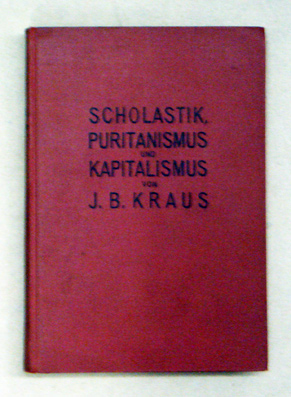 SCHOLASTIK,
PURITANISMUS
UND
KAPITALISMUS
VON
J. B. KRAUS